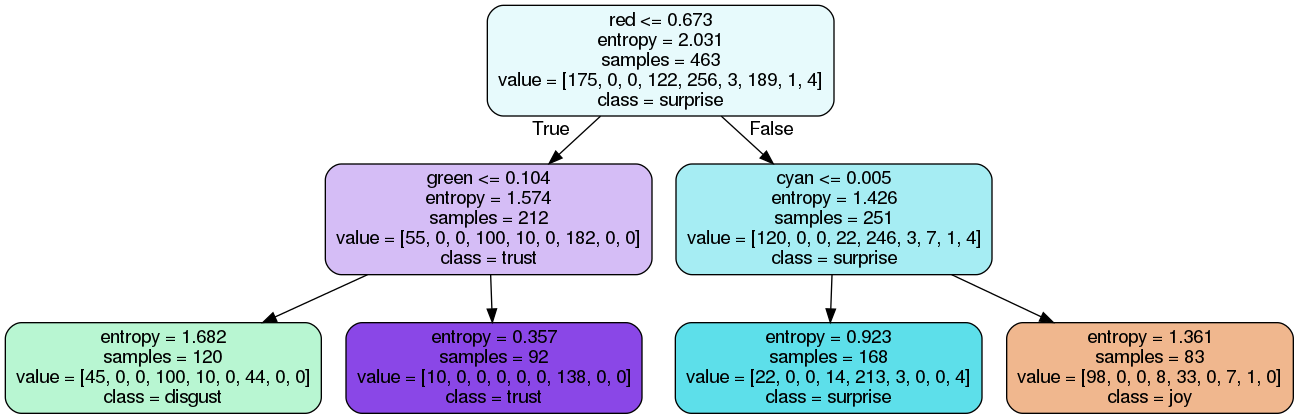 red <= 0.673
entropy = 2.031
samples = 463
value = [175, 0, 0, 122, 256, 3, 189, 1, 4]
class = surprise
True
False
green <= 0.104
entropy = 1.574
samples = 212
value = [55, 0, 0, 100, 10, 0, 182, 0, 0]
class = trust
cyan <= 0.005
entropy = 1.426
samples = 251
value = [120, 0, 0, 22, 246, 3, 7, 1, 4]
class = surprise
entropy = 1.682
samples = 120
value = [45, 0, 0, 100, 10, 0, 44, 0, 0]
class = disgust
entropy = 0.357
samples = 92
value = [10, 0, 0, 0, 0, 0, 138, 0, 0]
class = trust
entropy = 0.923
samples = 168
value = [22, 0, 0, 14, 213, 3, 0, 0, 4]
class = surprise
entropy = 1.361
samples = 83
value = [98, 0, 0, 8, 33, 0, 7, 1, 0]
class = joy